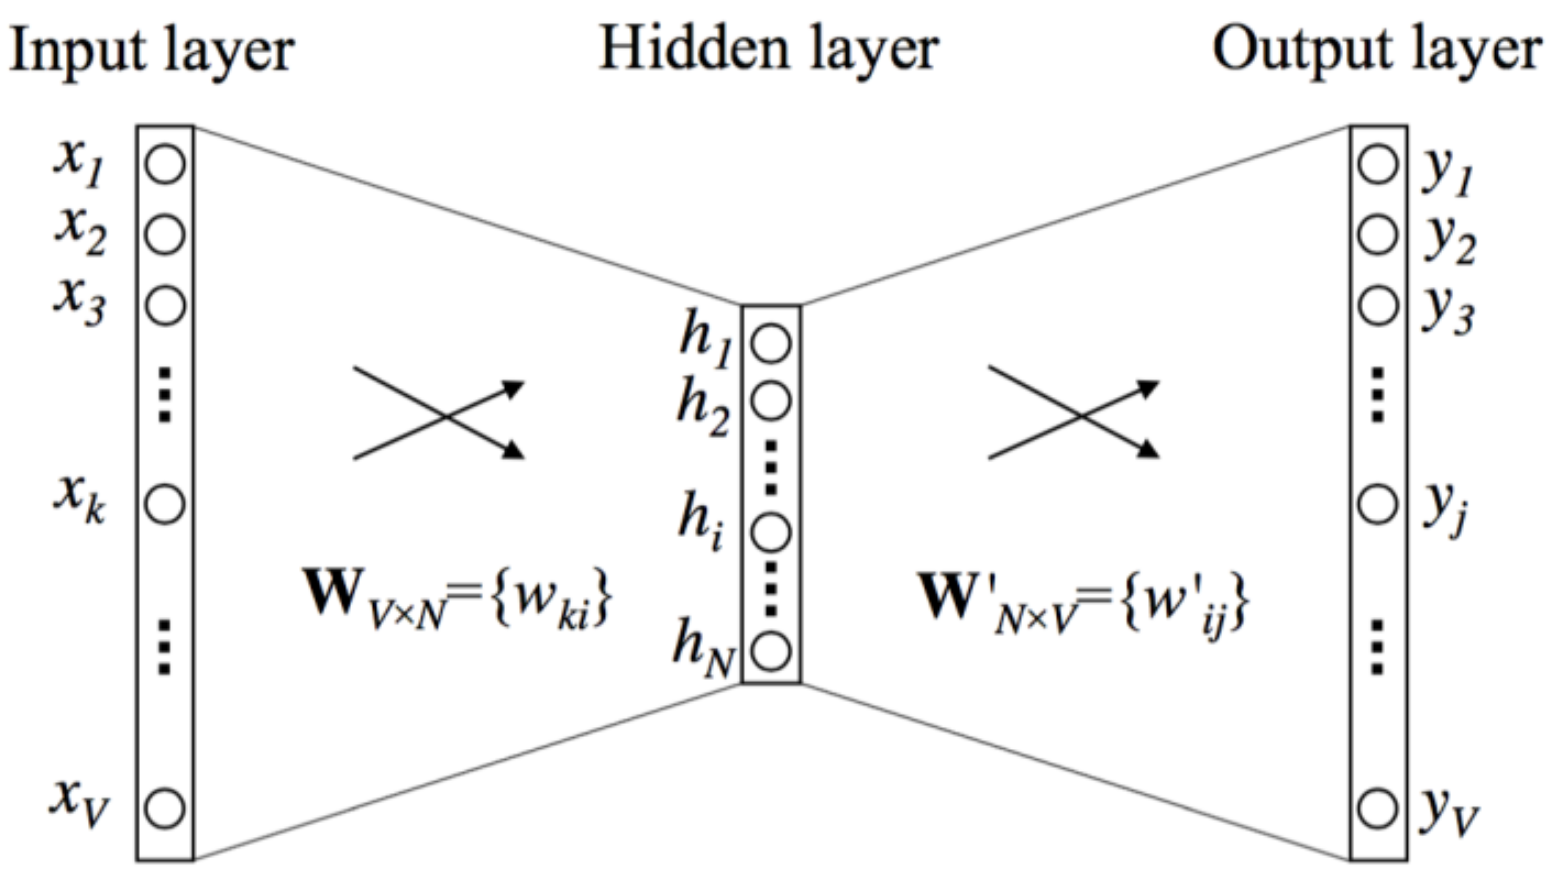 Input layer
Hidden layer
Output layer
x1
x2
x3
xk
xV
h1
h2
hi
hN
y1
y2
y3
yj
yV
WV×N={wki}
W'N×V={w'ij}